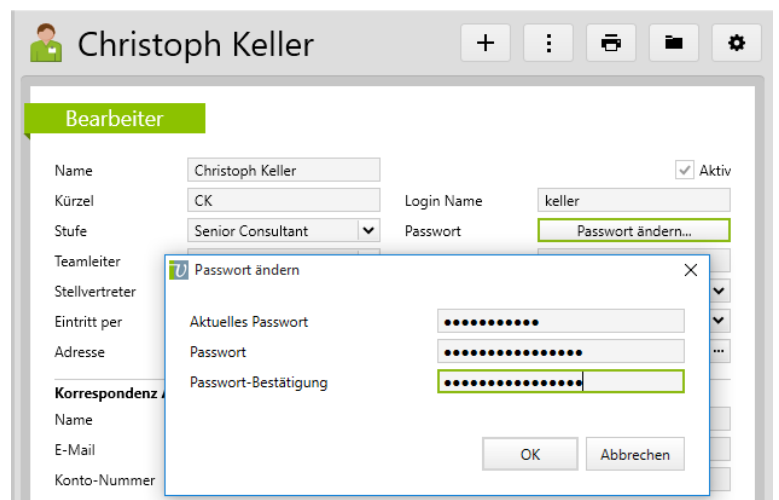 Christoph Keller
Bearbeiter
Name Christoph Keller Aktiv
Kürzel CK Login Name keller
Stufe Senior Consultant Passwort Passwort ändern...
Teamleiter
Passwort ändern
Stellvertreter
Eintritt per
Aktuelles Passwort •••••••••••
Adresse ...
Passwort ••••••••••••••••
Passwort-Bestätigung ••••••••••••••••
Korrespondenz
Name
E-Mail
OK Abbrechen
Konto-Nummer